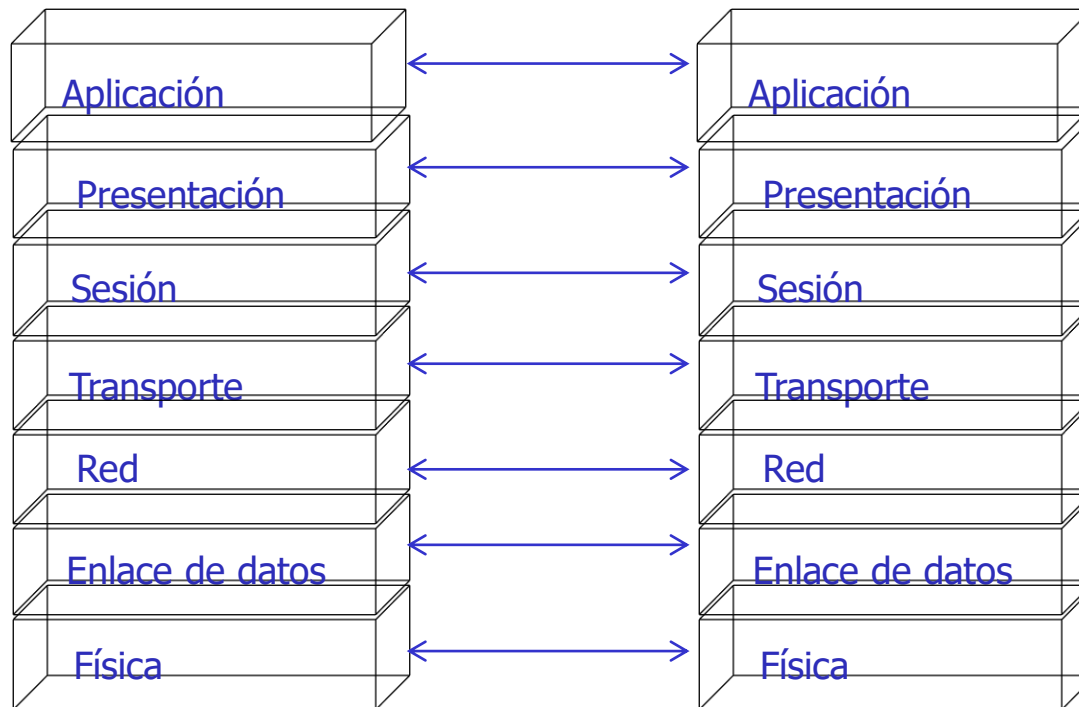 Aplicación
Aplicación
Presentación
Presentación
Sesión
Sesión
Transporte
Transporte
Red
Red
Enlace de datos
Enlace de datos
Física
Física